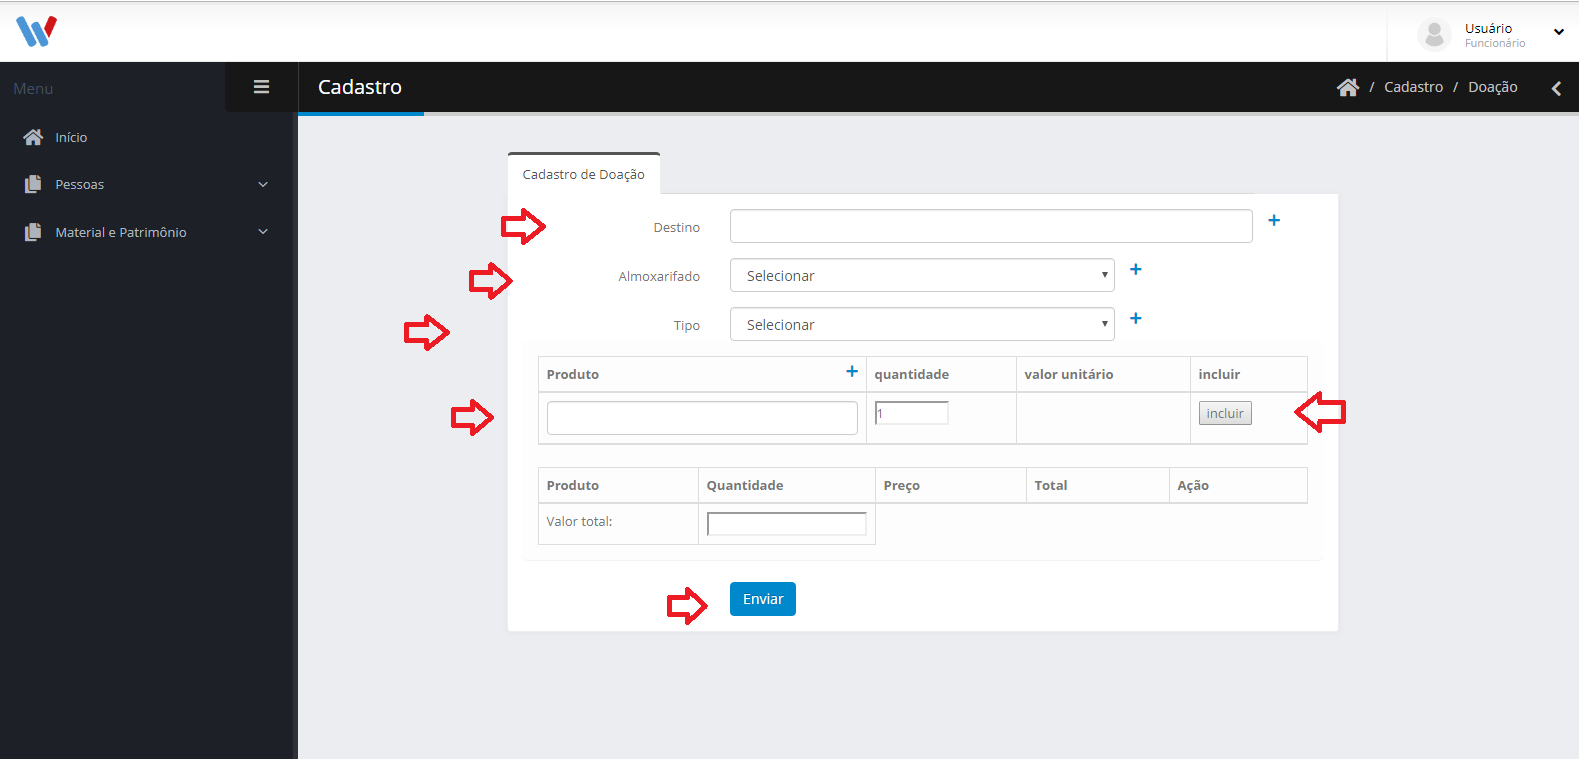 Usuário
Funcionário
Menu
Cadastro
/ Cadastro / Doação
Início
Pessoas
Material e Patrimônio
Cadastro de Doação
Destino +
Almoxarifado Selecionar +
Tipo Selecionar +
Produto + quantidade valor unitário incluir
1 incluir
Produto Quantidade Preço Total Ação
Valor total:
Enviar